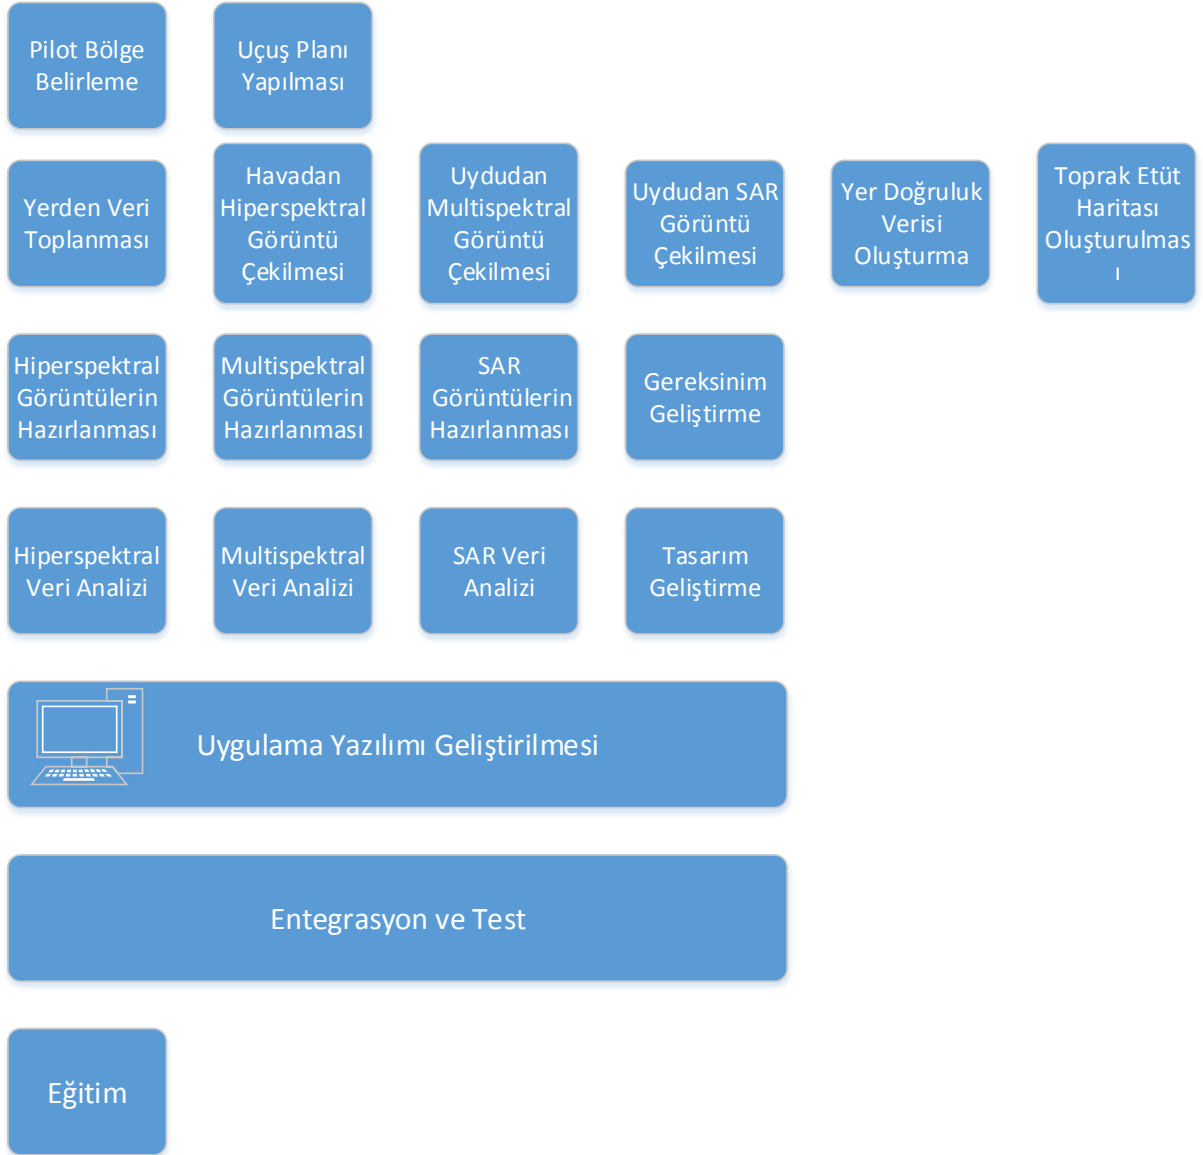 Pilot Bölge
Belirleme
Uçuş Planı
Yapılması
Yerden Veri
Toplanması
Havadan
Hiperspektral
Görüntü
Çekilmesi
Uydudan
Multispektral
Görüntü
Çekilmesi
Uydudan SAR
Görüntü
Çekilmesi
Yer Doğruluk
Verisi
Oluşturma
Toprak Etüt
Haritası
Oluşturulmas
ı
Hiperspektral
Görüntülerin
Hazırlanması
Multispektral
Görüntülerin
Hazırlanması
SAR
Görüntülerin
Hazırlanması
Gereksinim
Geliştirme
Hiperspektral
Veri Analizi
Multispektral
Veri Analizi
SAR Veri
Analizi
Tasarım
Geliştirme
Uygulama Yazılımı Geliştirilmesi
Entegrasyon ve Test
Eğitim